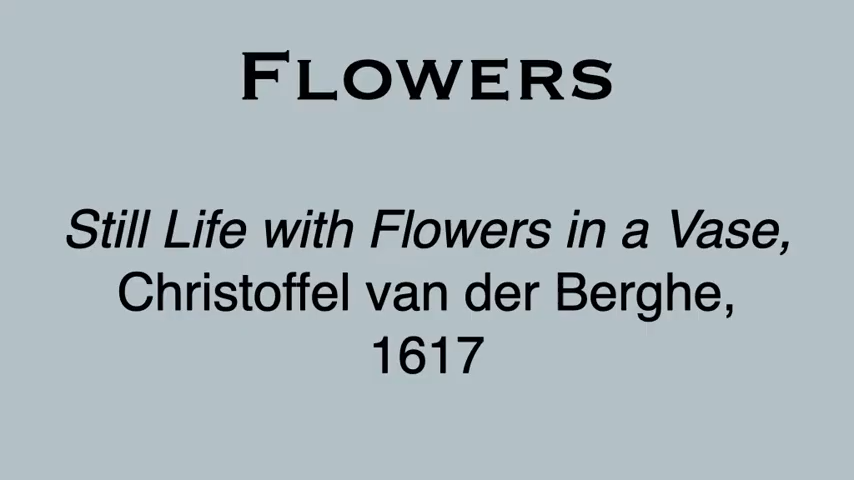 FLOWERS
Still Life with Flowers in a Vase,
Christoffel van der Berghe,
1617